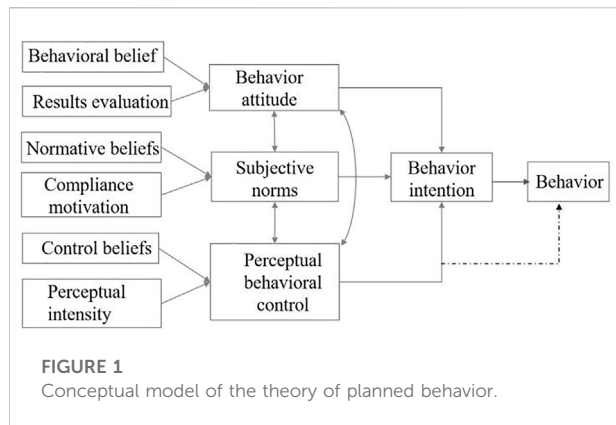 Behavioral belief
Results evaluation
Normative beliefs
Compliance
motivation
Control beliefs
Perceptual
intensity
Behavior
attitude
Subjective
norms
Perceptual
behavioral
control
Behavior
intention
Behavior
FIGURE 1
Conceptual model of the theory of planned behavior.